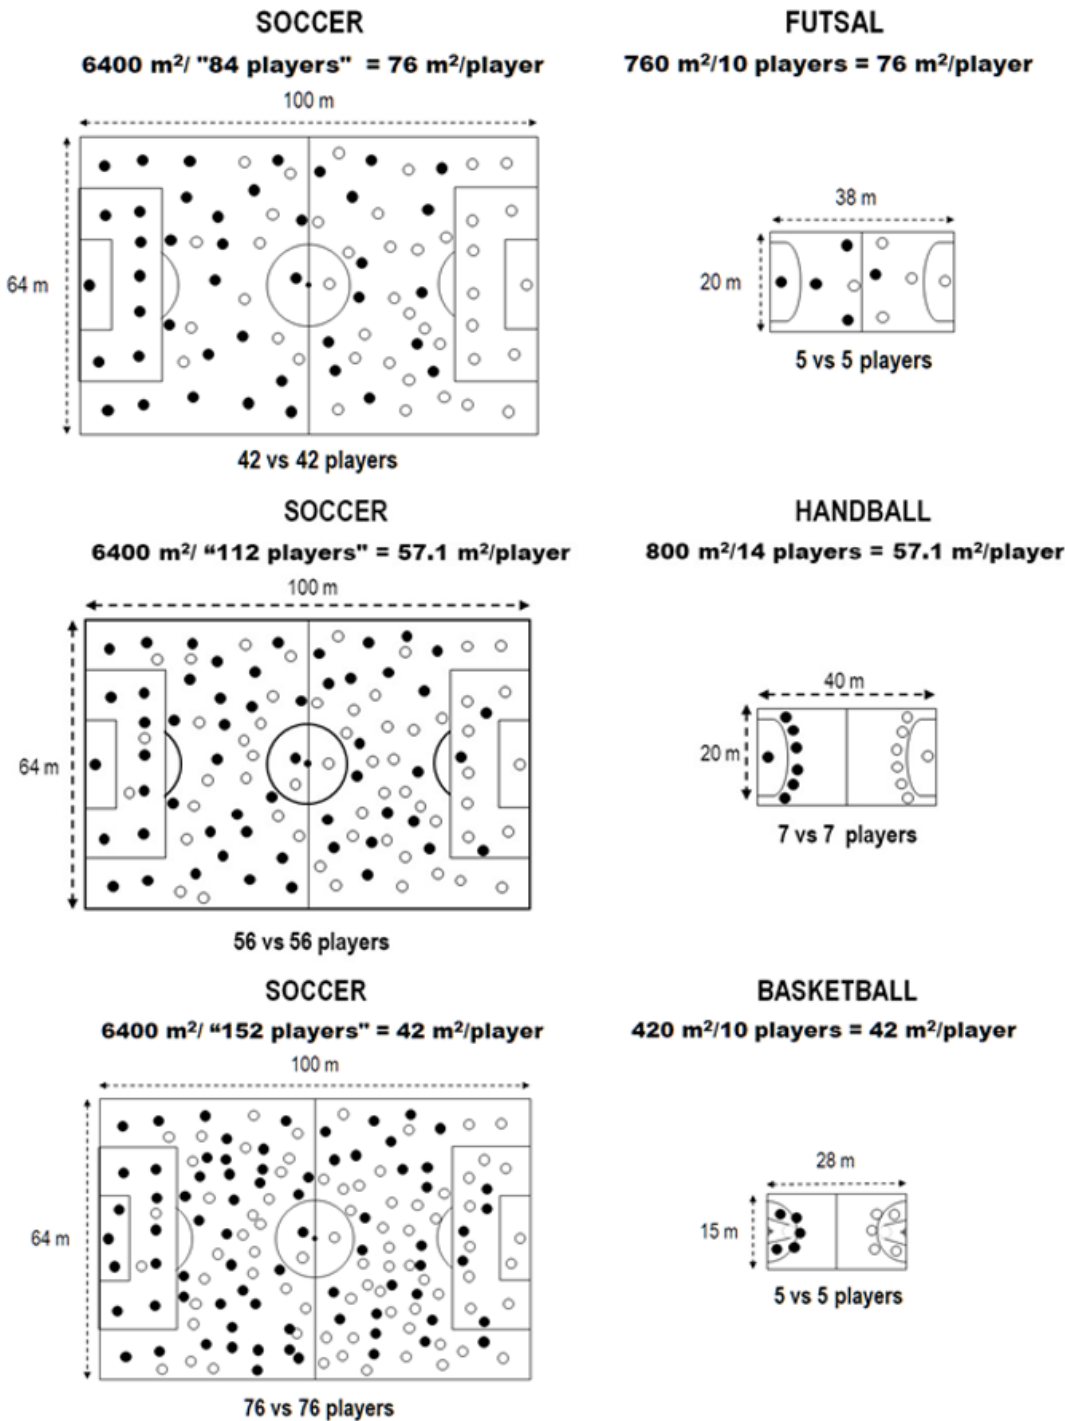 SOCCER
6400 m²/ "84 players" = 76 m²/player
100 m
64 m
42 vs 42 players
FUTSAL
760 m²/10 players = 76 m²/player
38 m
20 m
5 vs 5 players
SOCCER
6400 m²/ “112 players" = 57.1 m²/player
100 m
64 m
56 vs 56 players
HANDBALL
800 m²/14 players = 57.1 m²/player
40 m
20 m
7 vs 7 players
SOCCER
6400 m²/ “152 players" = 42 m²/player
100 m
64 m
76 vs 76 players
BASKETBALL
420 m²/10 players = 42 m²/player
28 m
15 m
5 vs 5 players